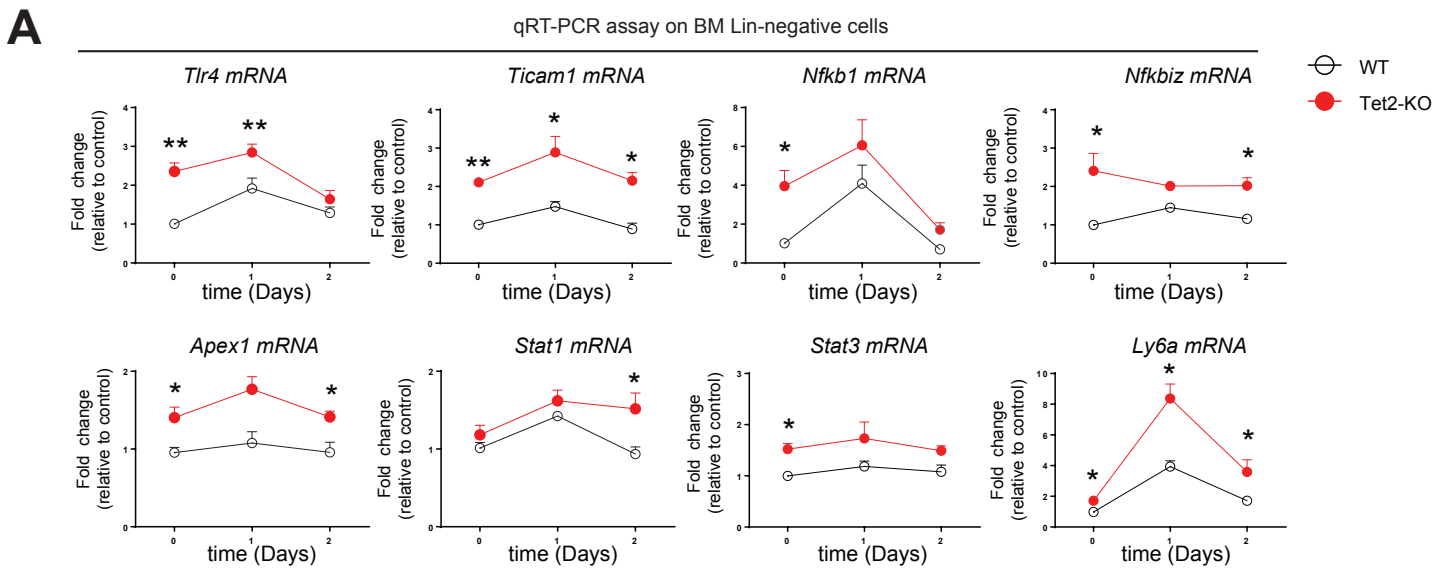 A
qRT-PCR assay on BM Lin-negative cells
WT
Tet2-KO
Tlr4 mRNA
Fold change
(relative to control)
4
3
2
1
0
**
**
0
1
2
time (Days)
Ticam1 mRNA
Fold change
(relative to control)
4
3
2
1
0
**
*
*
0
1
2
time (Days)
Nfkb1 mRNA
Fold change
(relative to control)
8
6
4
2
0
*
0
1
2
time (Days)
Nfkbiz mRNA
Fold change
(relative to control)
4
3
2
1
0
*
*
0
1
2
time (Days)
Apex1 mRNA
Fold change
(relative to control)
2
1
0
*
*
0
1
2
time (Days)
Stat1 mRNA
Fold change
(relative to control)
2
1
0
*
0
1
2
time (Days)
Stat3 mRNA
Fold change
(relative to control)
3
2
1
0
*
0
1
2
time (Days)
Ly6a mRNA
Fold change
(relative to control)
10
8
6
4
2
0
*
*
*
0
1
2
time (Days)